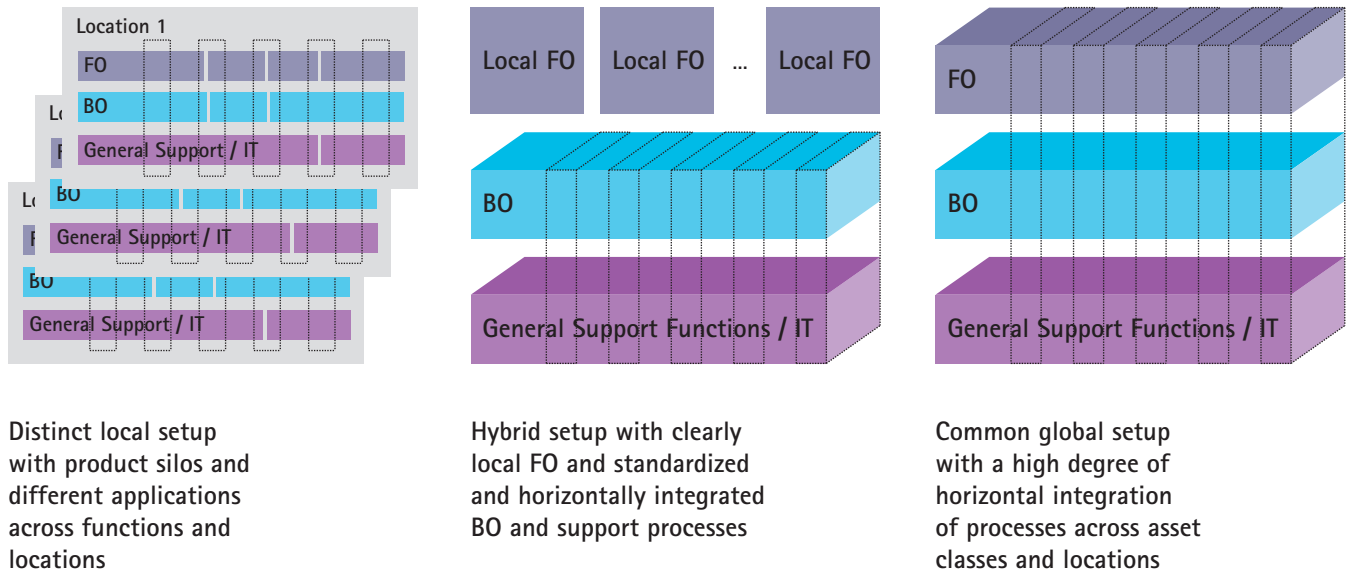 Location 1
FO
BO
General Support / IT
Lo
F
BO
General Support / IT
Lo
F
BO
General Support / IT
Distinct local setup
with product silos and
different applications
across functions and
locations
Local FO
Local FO
...
Local FO
BO
General Support Functions / IT
Hybrid setup with clearly
local FO and standardized
and horizontally integrated
BO and support processes
FO
BO
General Support Functions / IT
Common global setup
with a high degree of
horizontal integration
of processes across asset
classes and locations